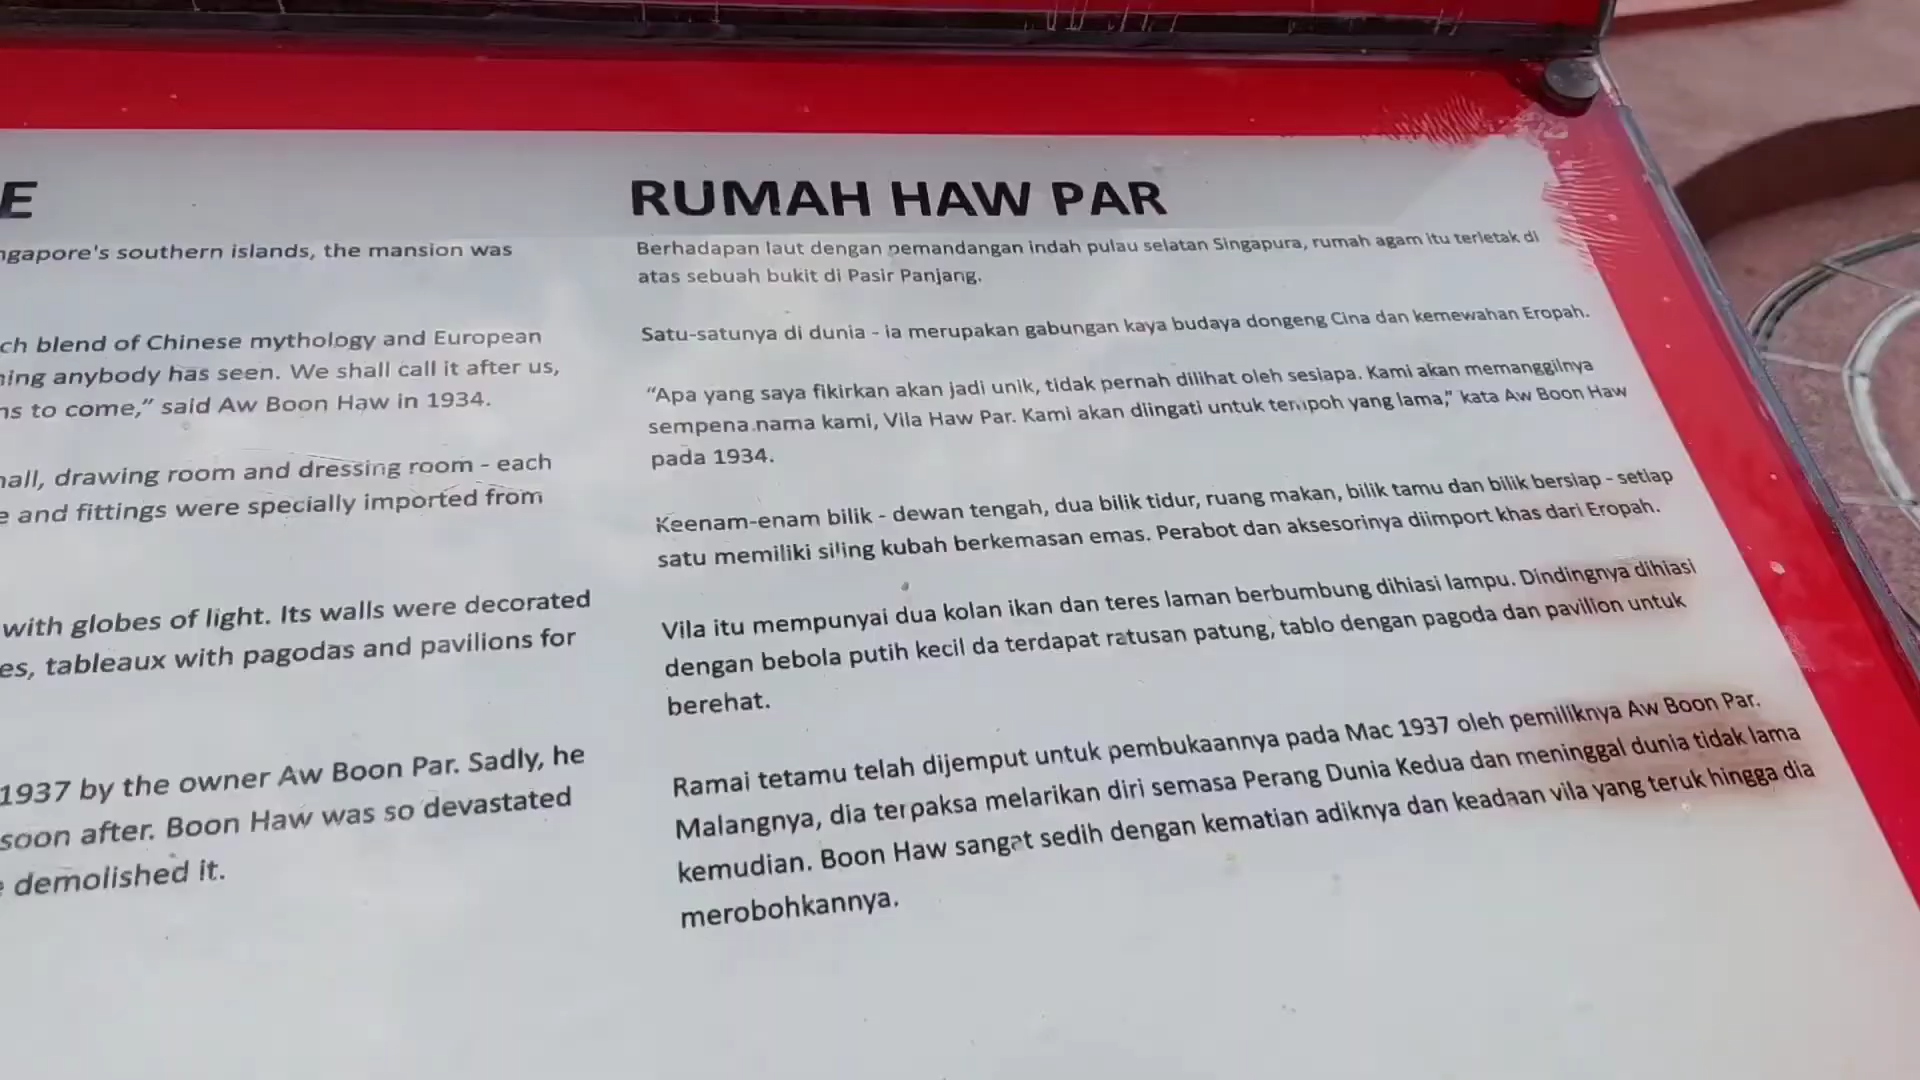 E
ngapore's southern islands, the mansion was
ch blend of Chinese mythology and European
hing anybody has seen. We shall call it after us,
ns to come,” said Aw Boon Haw in 1934.
hall, drawing room and dressing room - each
e and fittings were specially imported from
with globes of light. Its walls were decorated
es, tableaux with pagodas and pavilions for
1937 by the owner Aw Boon Par. Sadly, he
soon after. Boon Haw was so devastated
e demolished it.
RUMAH HAW PAR
Berhadapan laut dengan pemandangan indah pulau selatan Singapura, rumah agam itu terletak di
atas sebuah bukit di Pasir Panjang.
Satu-satunya di dunia - ia merupakan gabungan kaya budaya dongeng Cina dan kemewahan Eropah.
“Apa yang saya fikirkan akan jadi unik, tidak pernah dilihat oleh sesiapa. Kami akan memanggilnya
sempena nama kami, Vila Haw Par. Kami akan diingati untuk tempoh yang lama,” kata Aw Boon Haw
pada 1934.
Keenam-enam bilik - dewan tengah, dua bilik tidur, ruang makan, bilik tamu dan bilik bersiap - setiap
satu memiliki siling kubah berkemasan emas. Perabot dan aksesorinya diimport khas dari Eropah.
Vila itu mempunyai dua kolan ikan dan teres laman berbumbung dihiasi lampu. Dindingnya dihiasi
dengan bebola putih kecil da terdapat ratusan patung, tablo dengan pagoda dan pavilion untuk
berehat.
Ramai tetamu telah dijemput untuk pembukaannya pada Mac 1937 oleh pemiliknya Aw Boon Par.
Malangnya, dia terpaksa melarikan diri semasa Perang Dunia Kedua dan meninggal dunia tidak lama
kemudian. Boon Haw sangat sedih dengan kematian adiknya dan keadaan vila yang teruk hingga dia
merobohkannya.